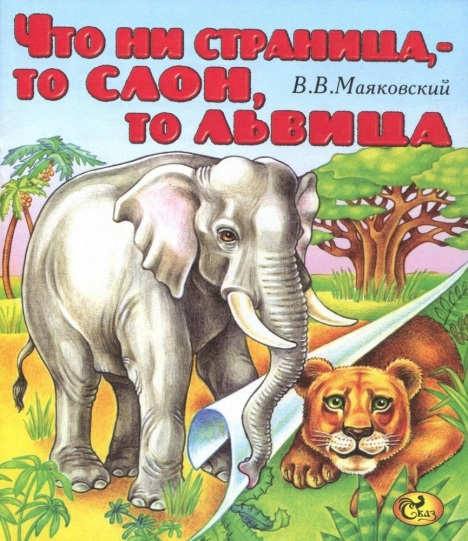 Что ни страница,-
то слон,
В.В.Маяковский
то львица
Сказ